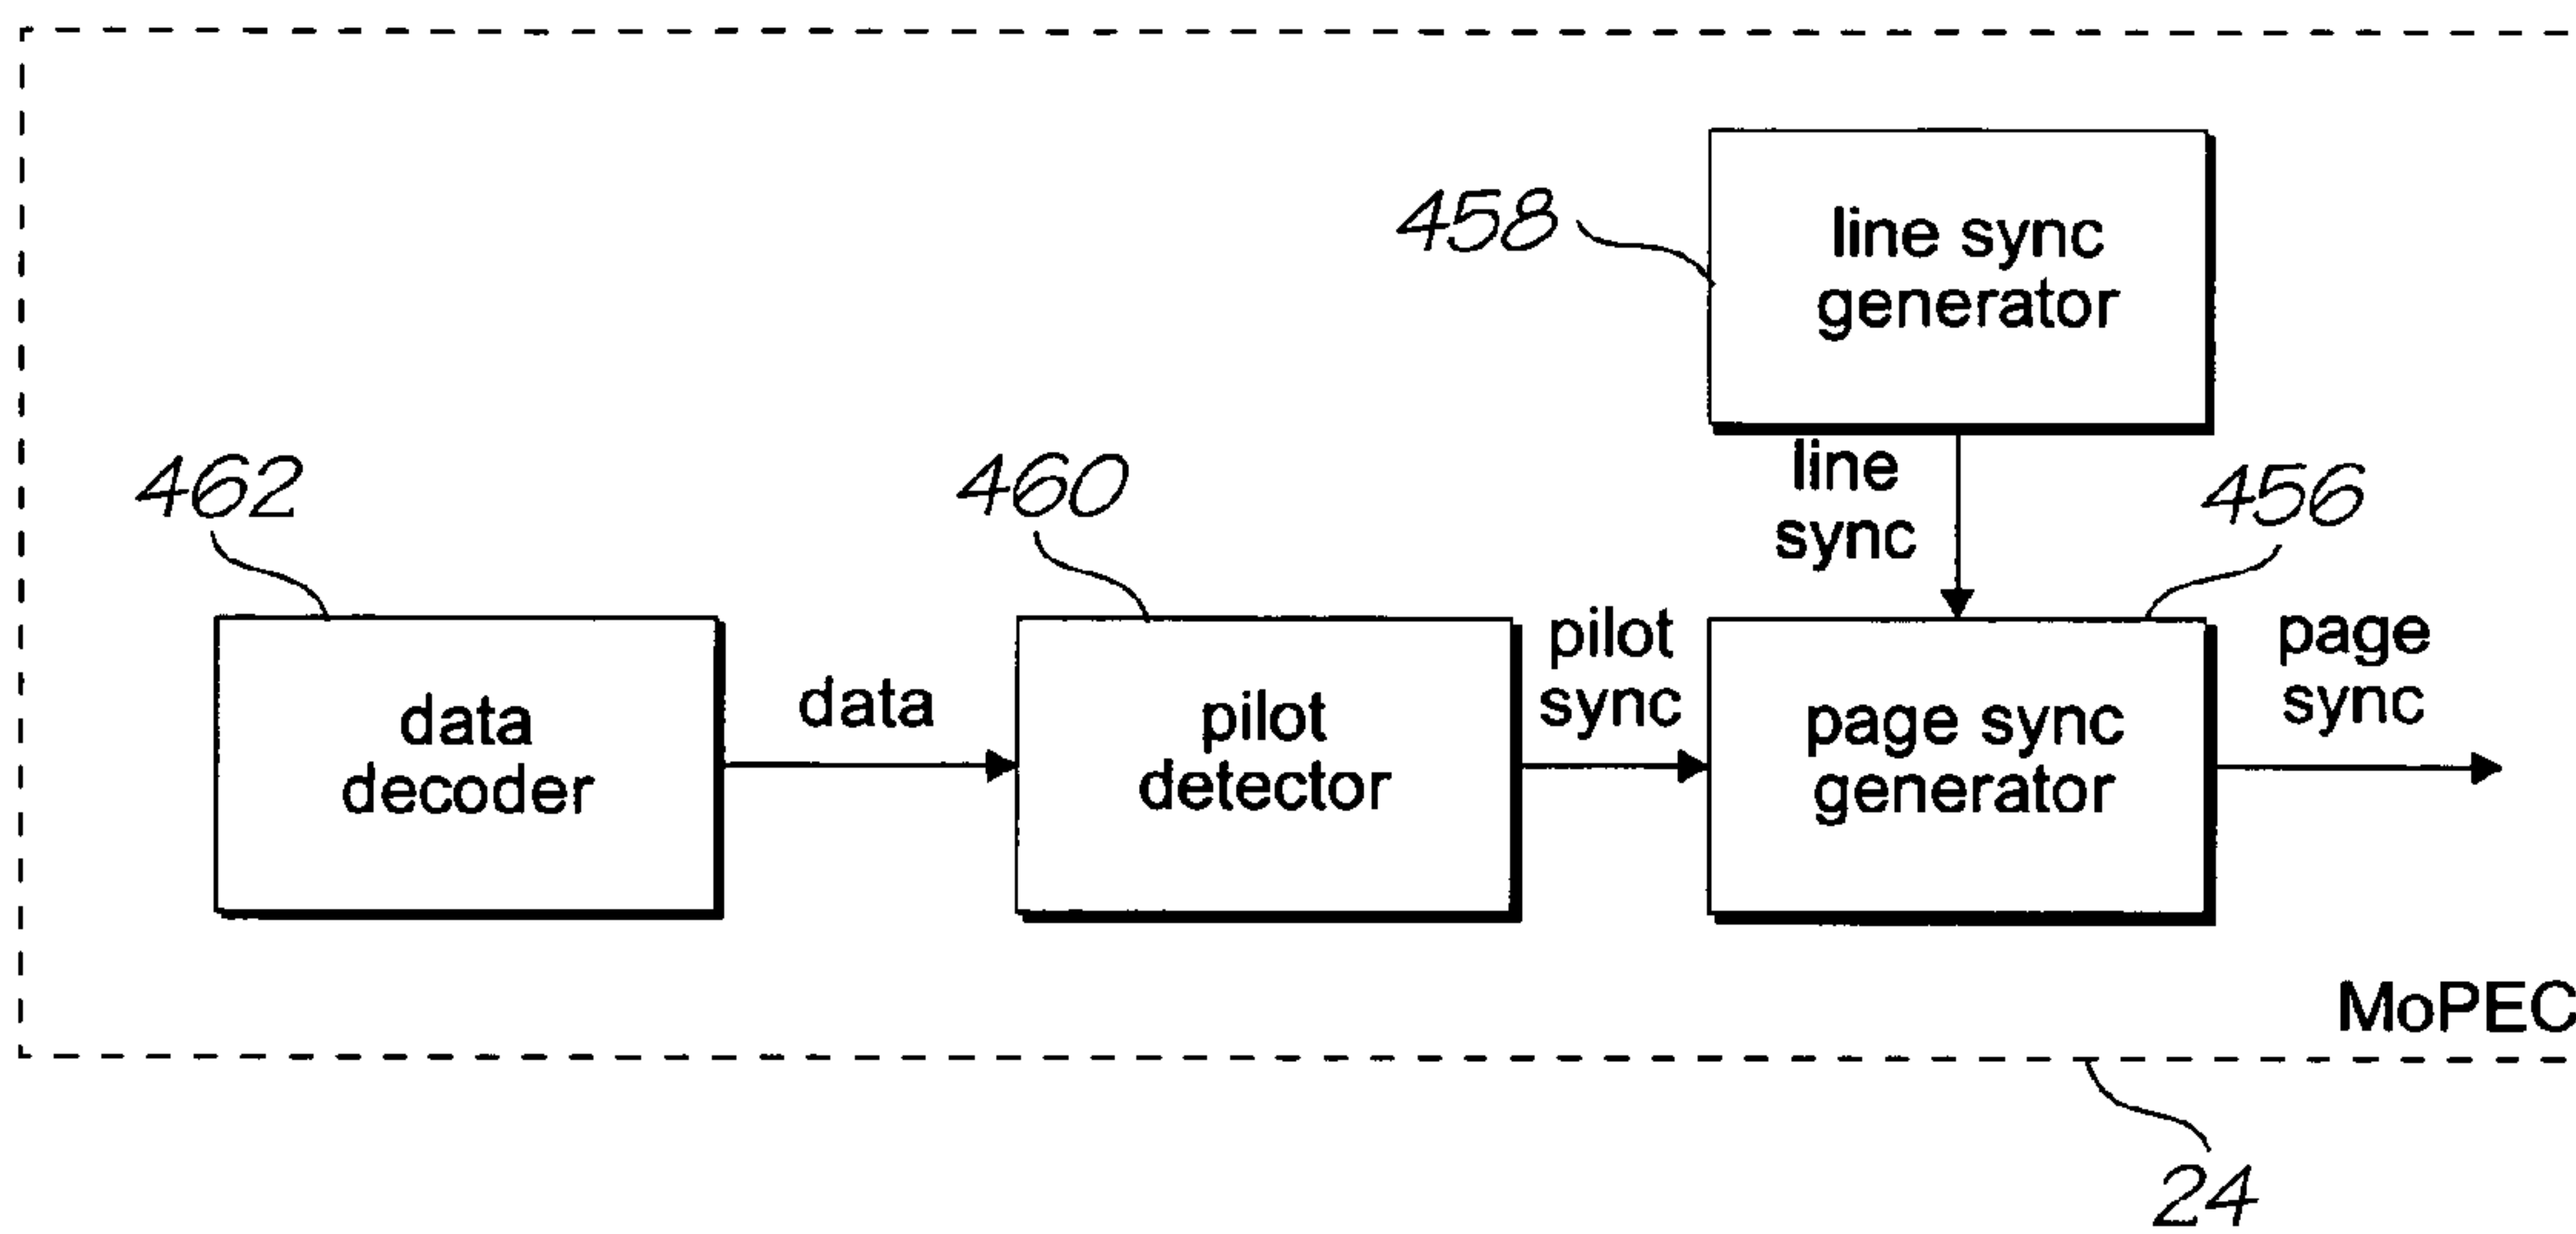 458
line sync
generator
line
sync
462
460
456
data
decoder
data
pilot
detector
pilot
sync
page sync
generator
page
sync
MoPEC
24